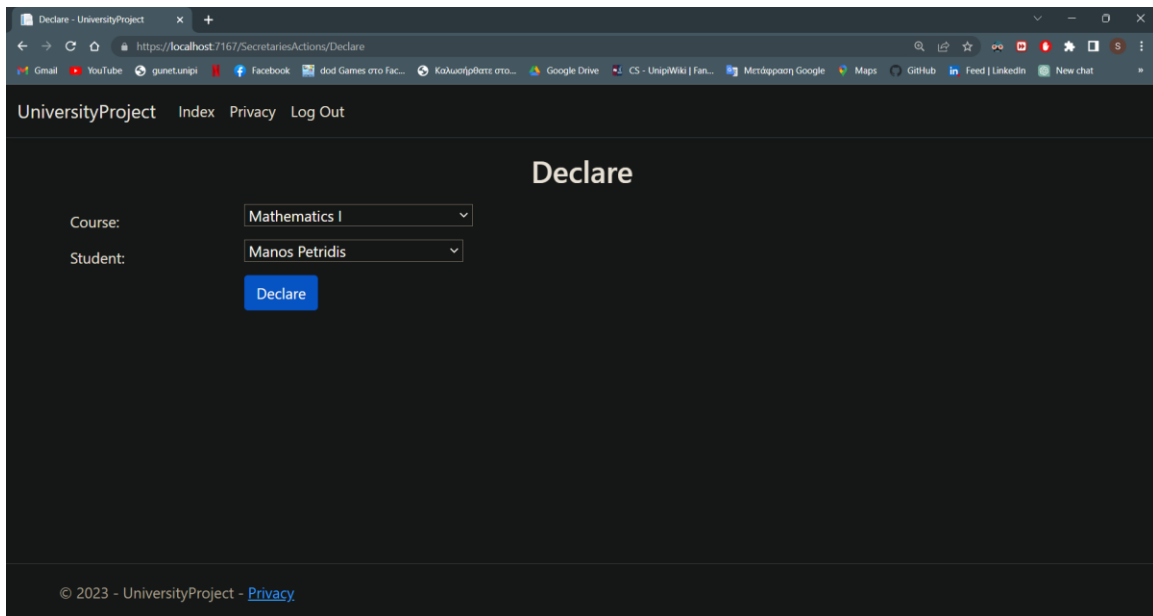 Declare - UniversityProject
https://localhost:7167/SecretariesActions/Declare
Gmail YouTube gunet.unipi Facebook dod Games στο Fac... Καλωσήρθατε στο... Google Drive CS - UnipiWiki | Fan... Μετάφραση Google Maps GitHub Feed | LinkedIn New chat »
UniversityProject Index Privacy Log Out
Declare
Course: Mathematics I
Student: Manos Petridis
Declare
© 2023 - UniversityProject - Privacy